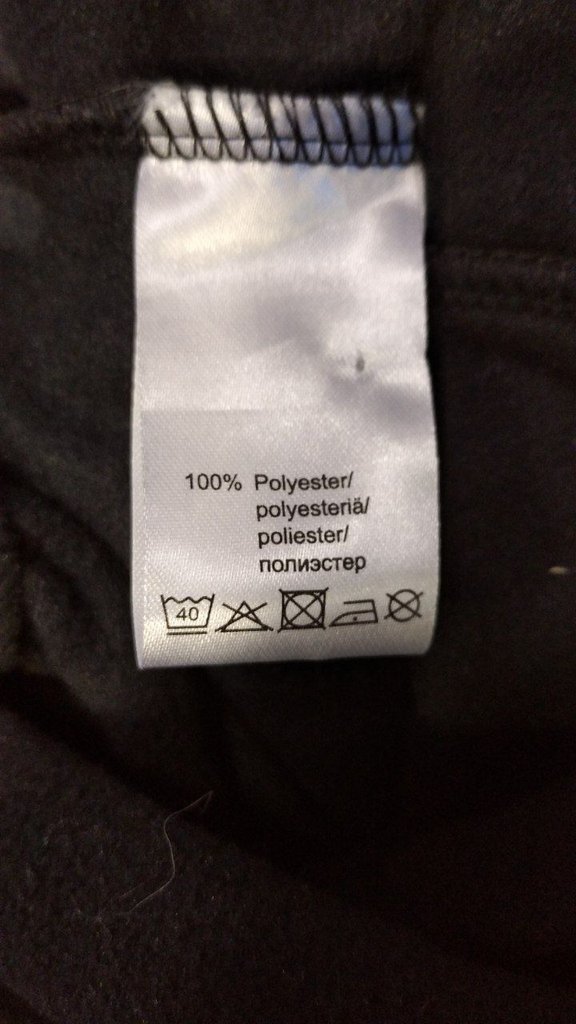 100% Polyester/
polyesteriä/
poliester/
полиэстер
40